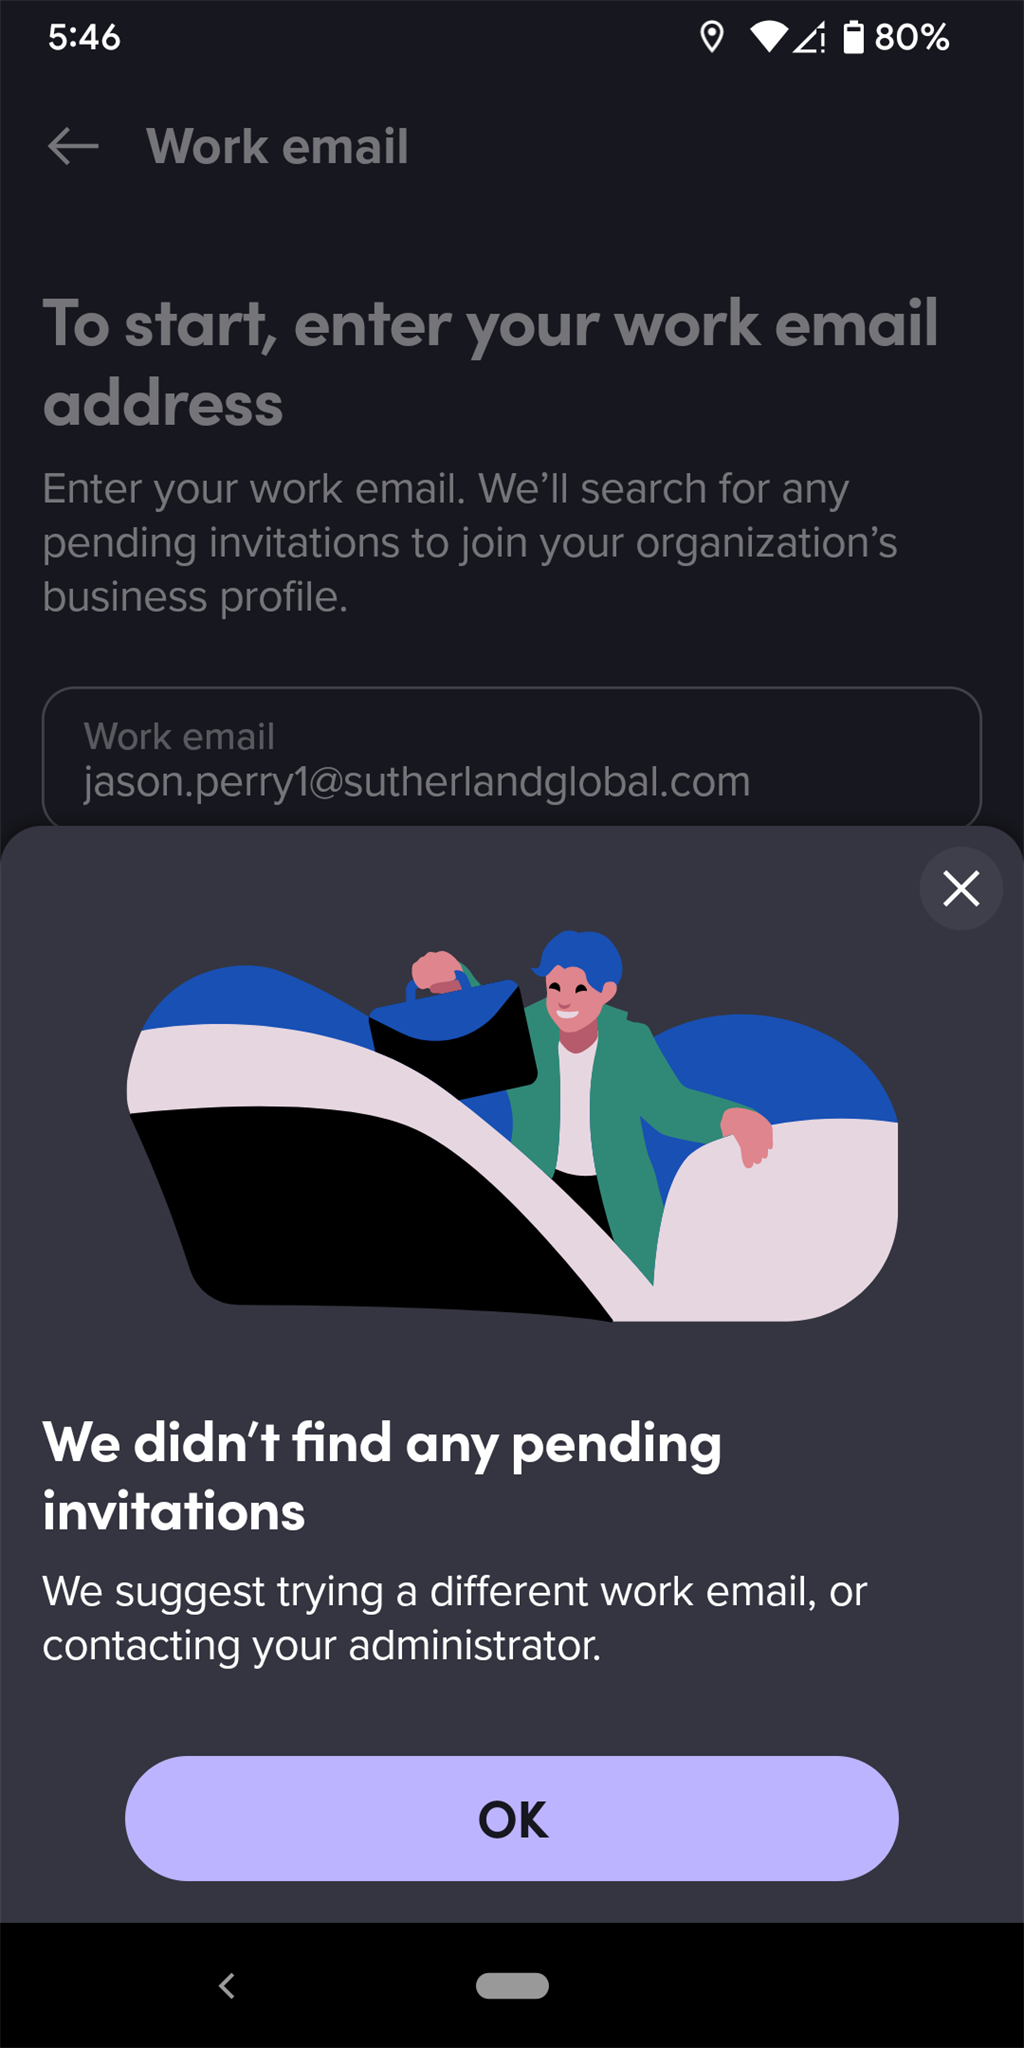 5:46
80%
Work email
To start, enter your work email
address
Enter your work email. We’ll search for any
pending invitations to join your organization’s
business profile.
Work email
jason.perry1@sutherlandglobal.com
We didn’t find any pending
invitations
We suggest trying a different work email, or
contacting your administrator.
OK